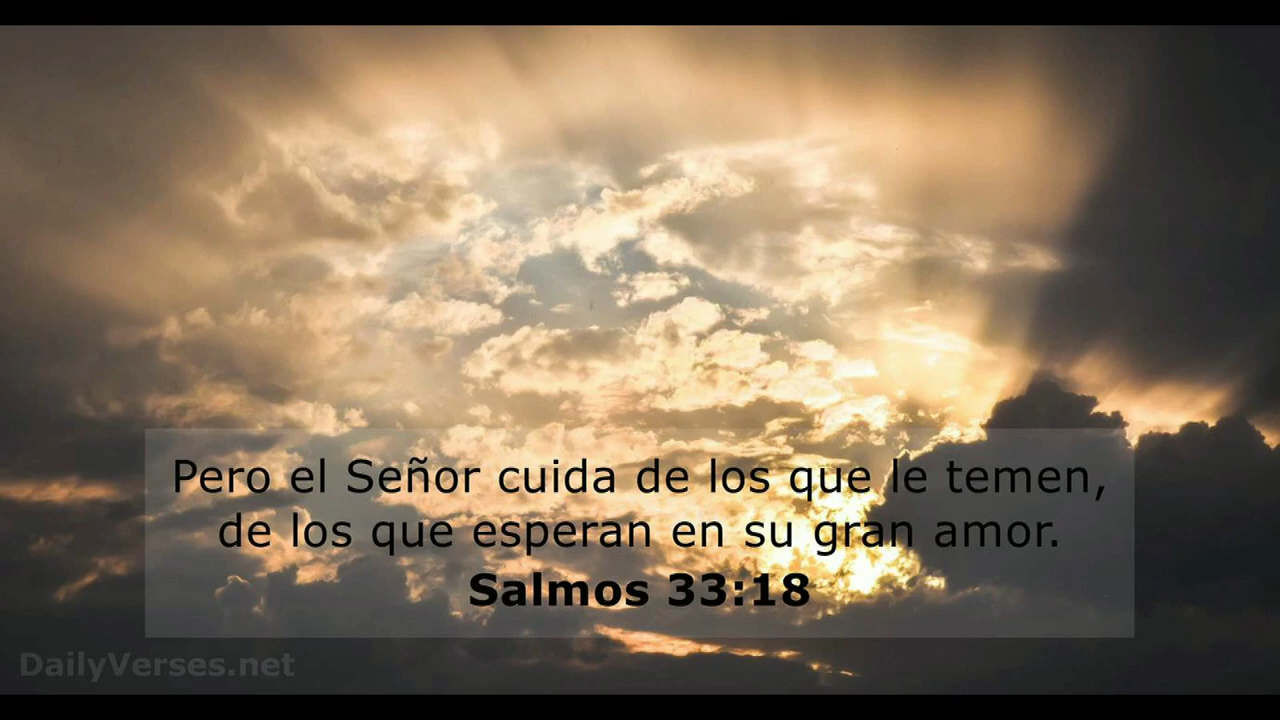 Pero el Señor cuida de los que le temen,
de los que esperan en su gran amor.
Salmos 33:18
DailyVerses.net